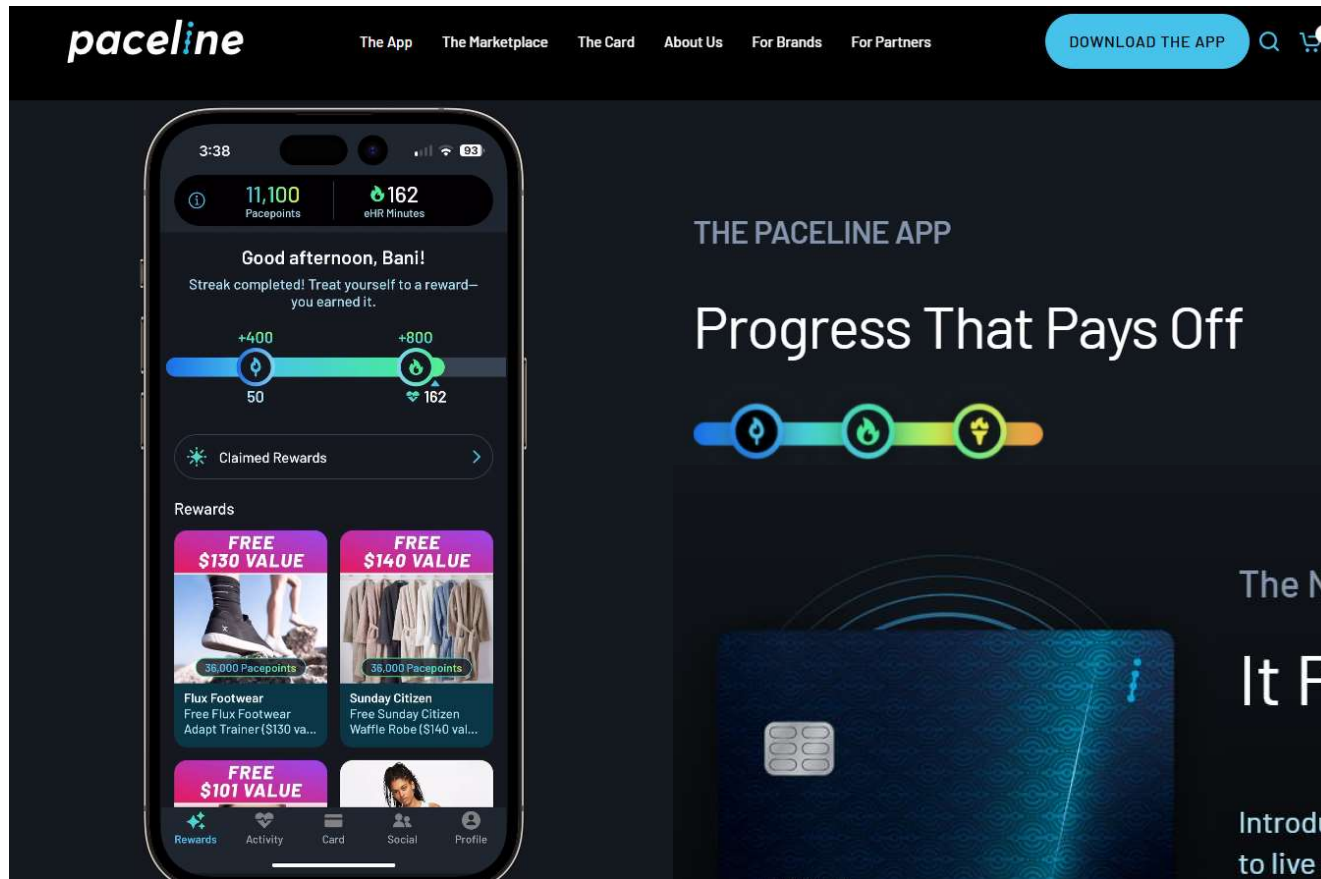 paceline
The App
The Marketplace
The Card
About Us
For Brands
For Partners
DOWNLOAD THE APP
3:38
93
11,100
Pacepoints
162
eHR Minutes
Good afternoon, Bani!
Streak completed! Treat yourself to a reward—
you earned it.
+400
+800
50
162
Claimed Rewards
Rewards
FREE
$130 VALUE
36,000 Pacepoints
Flux Footwear
Free Flux Footwear
Adapt Trainer ($130 va...
FREE
$140 VALUE
36,000 Pacepoints
Sunday Citizen
Free Sunday Citizen
Waffle Robe ($140 val...
FREE
$101 VALUE
Rewards
Activity
Card
Social
Profile
THE PACELINE APP
Progress That Pays Off
The
It
to live